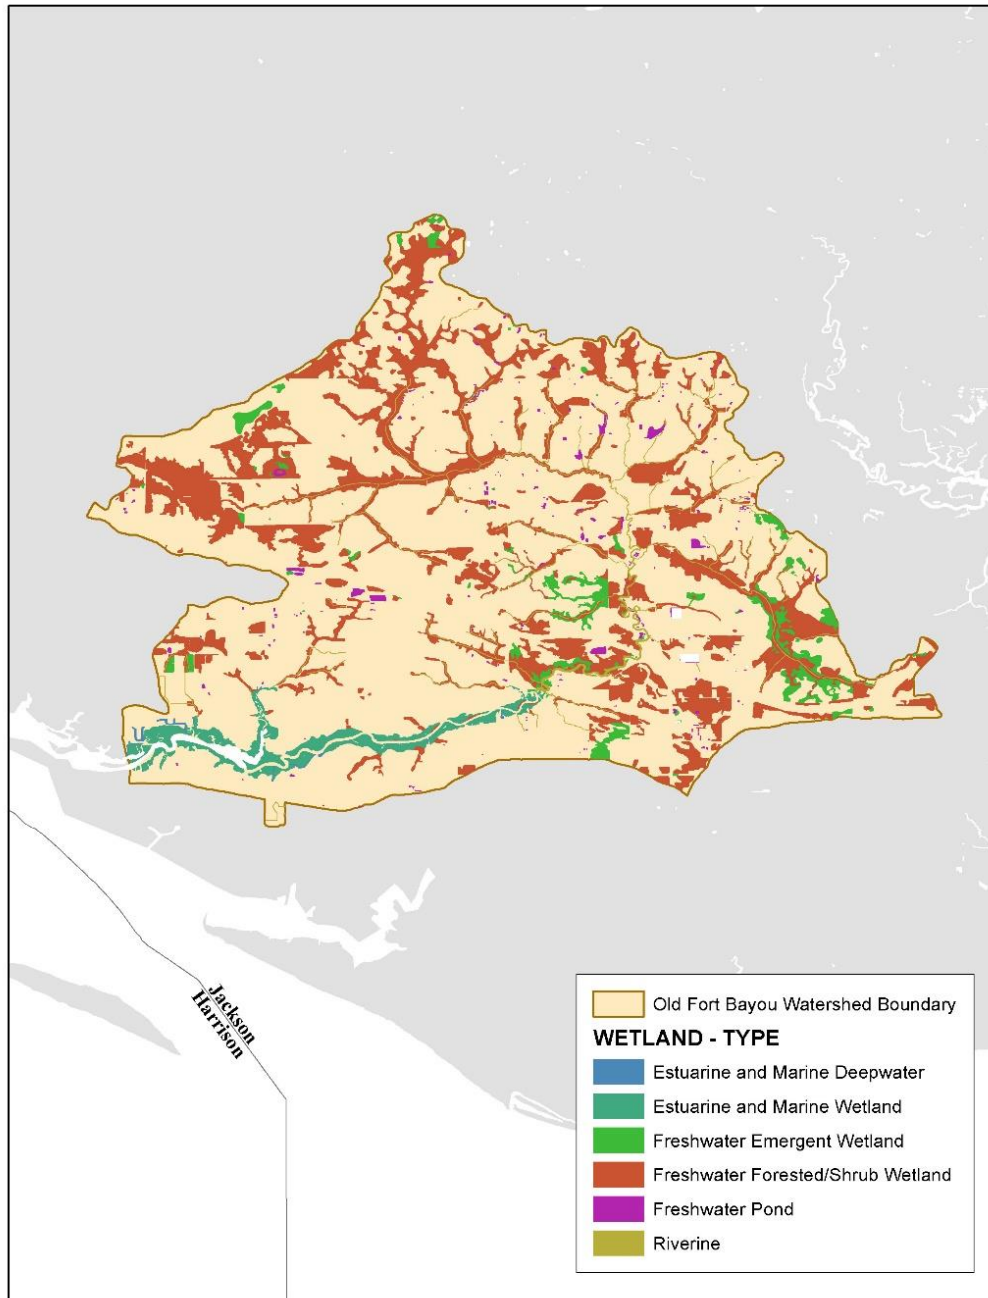 Jackson
Harrison
Old Fort Bayou Watershed Boundary
WETLAND - TYPE
Estuarine and Marine Deepwater
Estuarine and Marine Wetland
Freshwater Emergent Wetland
Freshwater Forested/Shrub Wetland
Freshwater Pond
Riverine